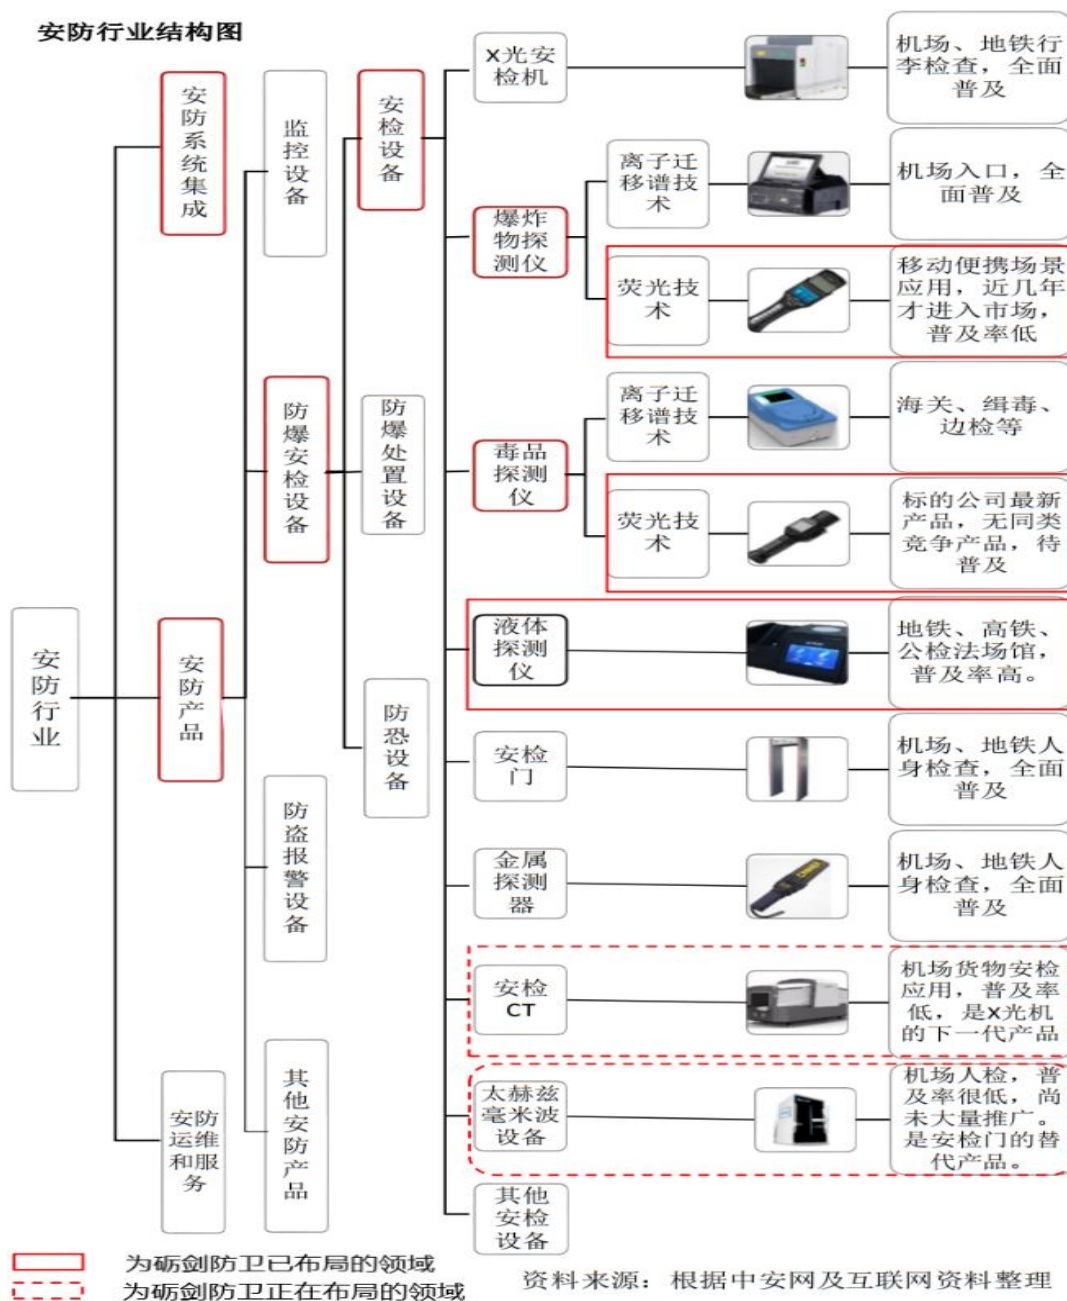 安防行业结构图
安防行业
安防系统集成
安防产品
安防
运维
和服
务
监控设备
防爆安检设备
防盗报警设备
其他安防产品
安检设备
防爆处置设备
防恐设备
X光安
检机
机场、地铁行
李检查，全面
普及
爆炸
物探
测仪
离子迁
移谱技
术
机场入口，全
面普及
荧光技
术
移动便携场景
应用，近几年
才进入市场，
普及率低
毒品
探测
仪
离子迁
移谱技
术
海关、缉毒、
边检等
荧光技
术
标的公司最新
产品，无同类
竞争产品，待
普及
液体
探测
仪
地铁、高铁、
公检法场馆，
普及率高。
安检
门
机场、地铁人
身检查，全面
普及
金属
探测
器
机场、地铁人
身检查，全面
普及
安检
CT
机场货物安检
应用，普及率
低，是X光机
的下一代产品
太赫兹
毫米波
设备
机场人检，普
及率很低，尚
未大量推广。
是安检门的替
代产品。
其他
安检
设备
为砺剑防卫已布局的领域
为砺剑防卫正在布局的领域
资料来源：根据中安网及互联网资料整理